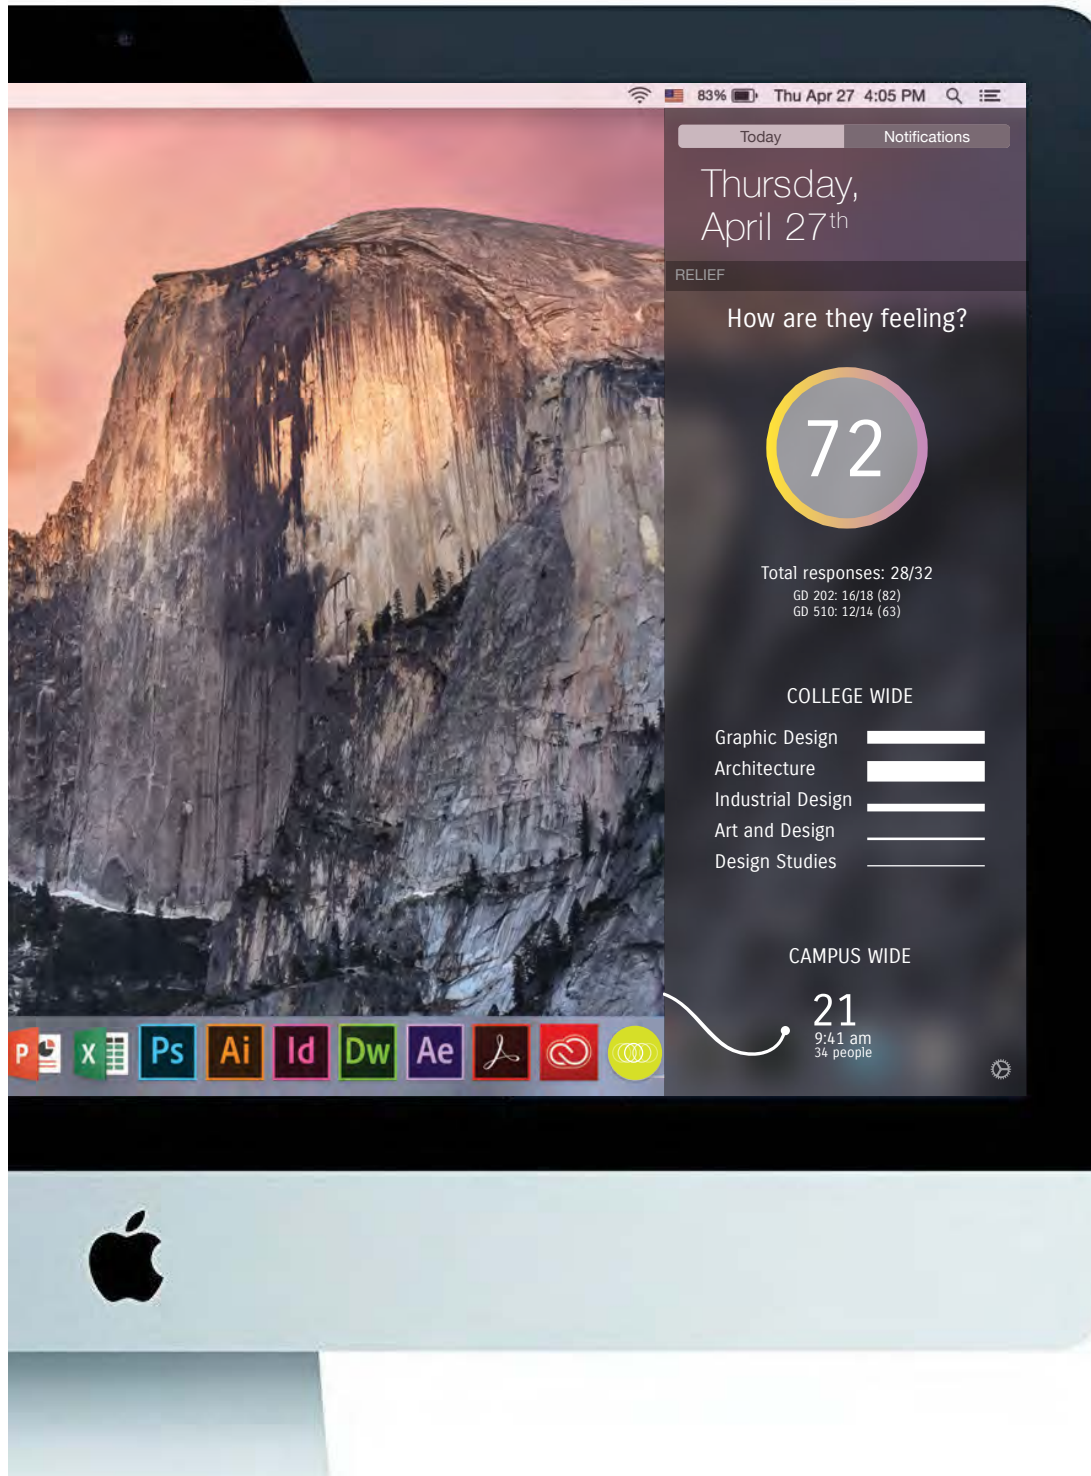 83%
Thu Apr 27 4:05 PM
Today
Notifications
Thursday,
April 27th
RELIEF
How are they feeling?
72
Total responses: 28/32
GD 202: 16/18 (82)
GD 510: 12/14 (63)
COLLEGE WIDE
Graphic Design
Architecture
Industrial Design
Art and Design
Design Studies
CAMPUS WIDE
21
9:41 am
34 people
P
X
Ps
Ai
Id
Dw
Ae